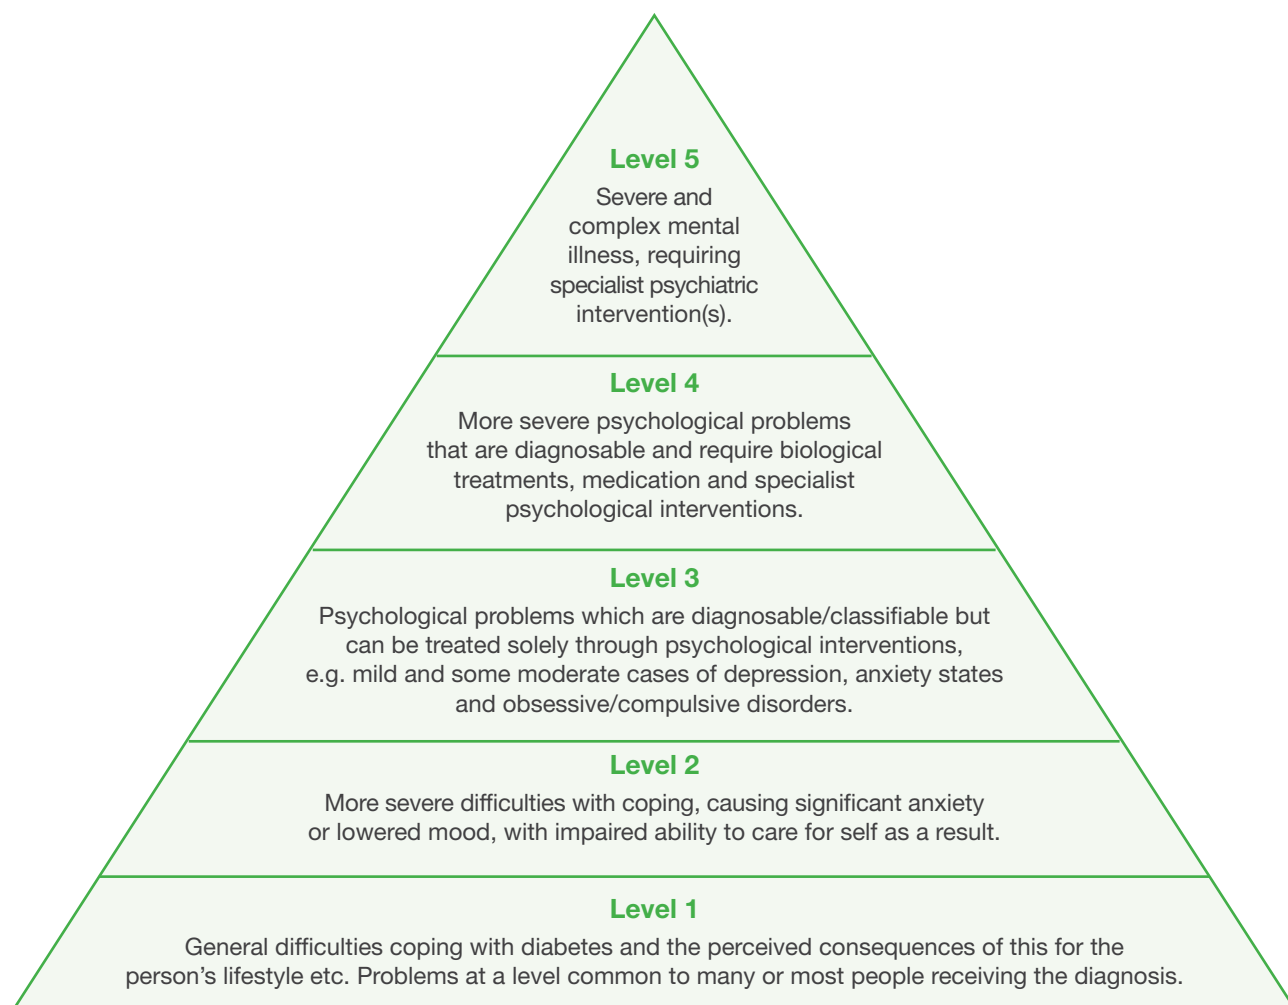 Level 5
Severe and
complex mental
illness, requiring
specialist psychiatric
intervention(s).
Level 4
More severe psychological problems
that are diagnosable and require biological
treatments, medication and specialist
psychological interventions.
Level 3
Psychological problems which are diagnosable/classifiable but
can be treated solely through psychological interventions,
e.g. mild and some moderate cases of depression, anxiety states
and obsessive/compulsive disorders.
Level 2
More severe difficulties with coping, causing significant anxiety
or lowered mood, with impaired ability to care for self as a result.
Level 1
General difficulties coping with diabetes and the perceived consequences of this for the
person’s lifestyle etc. Problems at a level common to many or most people receiving the diagnosis.